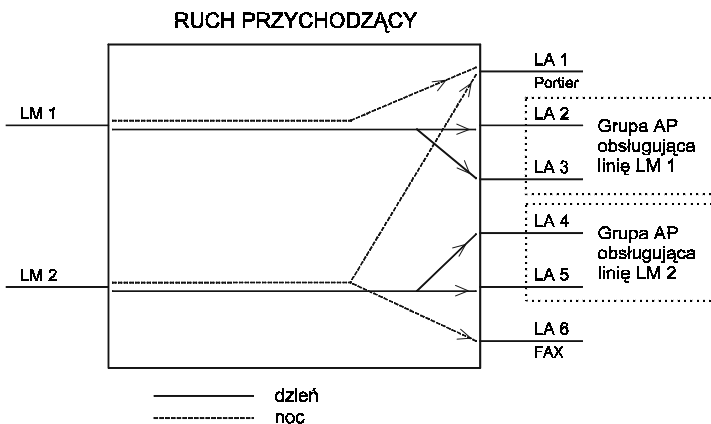 RUCH PRZYCHODZĄCY
LM 1
LM 2
LA 1
Portier
LA 2
LA 3
Grupa AP
obsługująca
linię LM 1
LA 4
LA 5
Grupa AP
obsługująca
linię LM 2
LA 6
FAX
dzień
noc